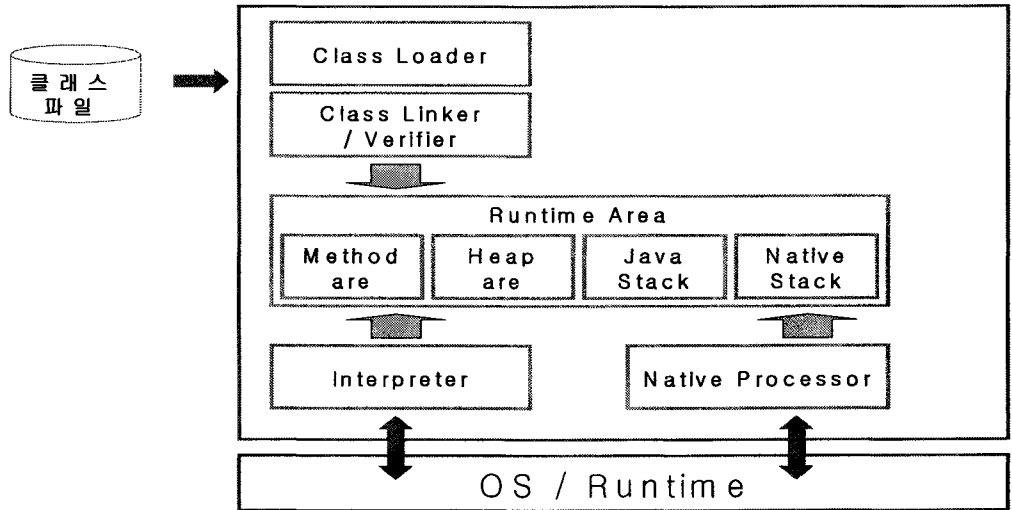 클래스
파일
Class Loader
Class Linker
/ Verifier
Runtime Area
Method
are
Heap
are
Java
Stack
Native
Stack
Interpreter
Native Processor
OS / Runtime